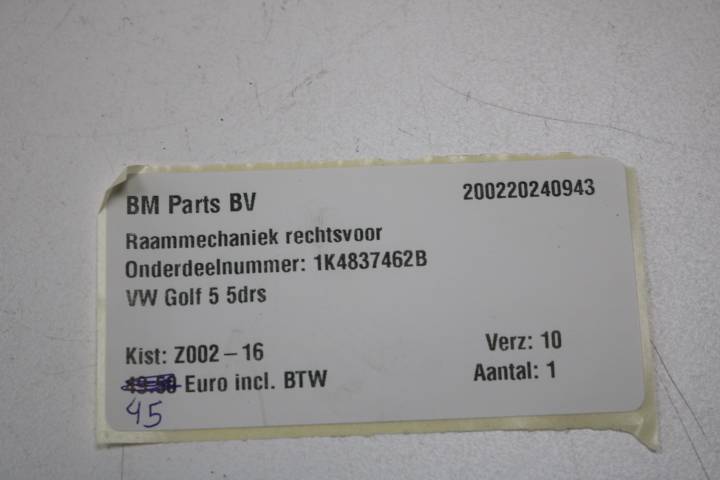 BM Parts BV 200220240943
Raammechaniek rechtsvoor
Onderdeelnummer: 1K4837462B
VW Golf 5 5drs
Kist: Z002 – 16 Verz: 10
49.50 Euro incl. BTW Aantal: 1
45